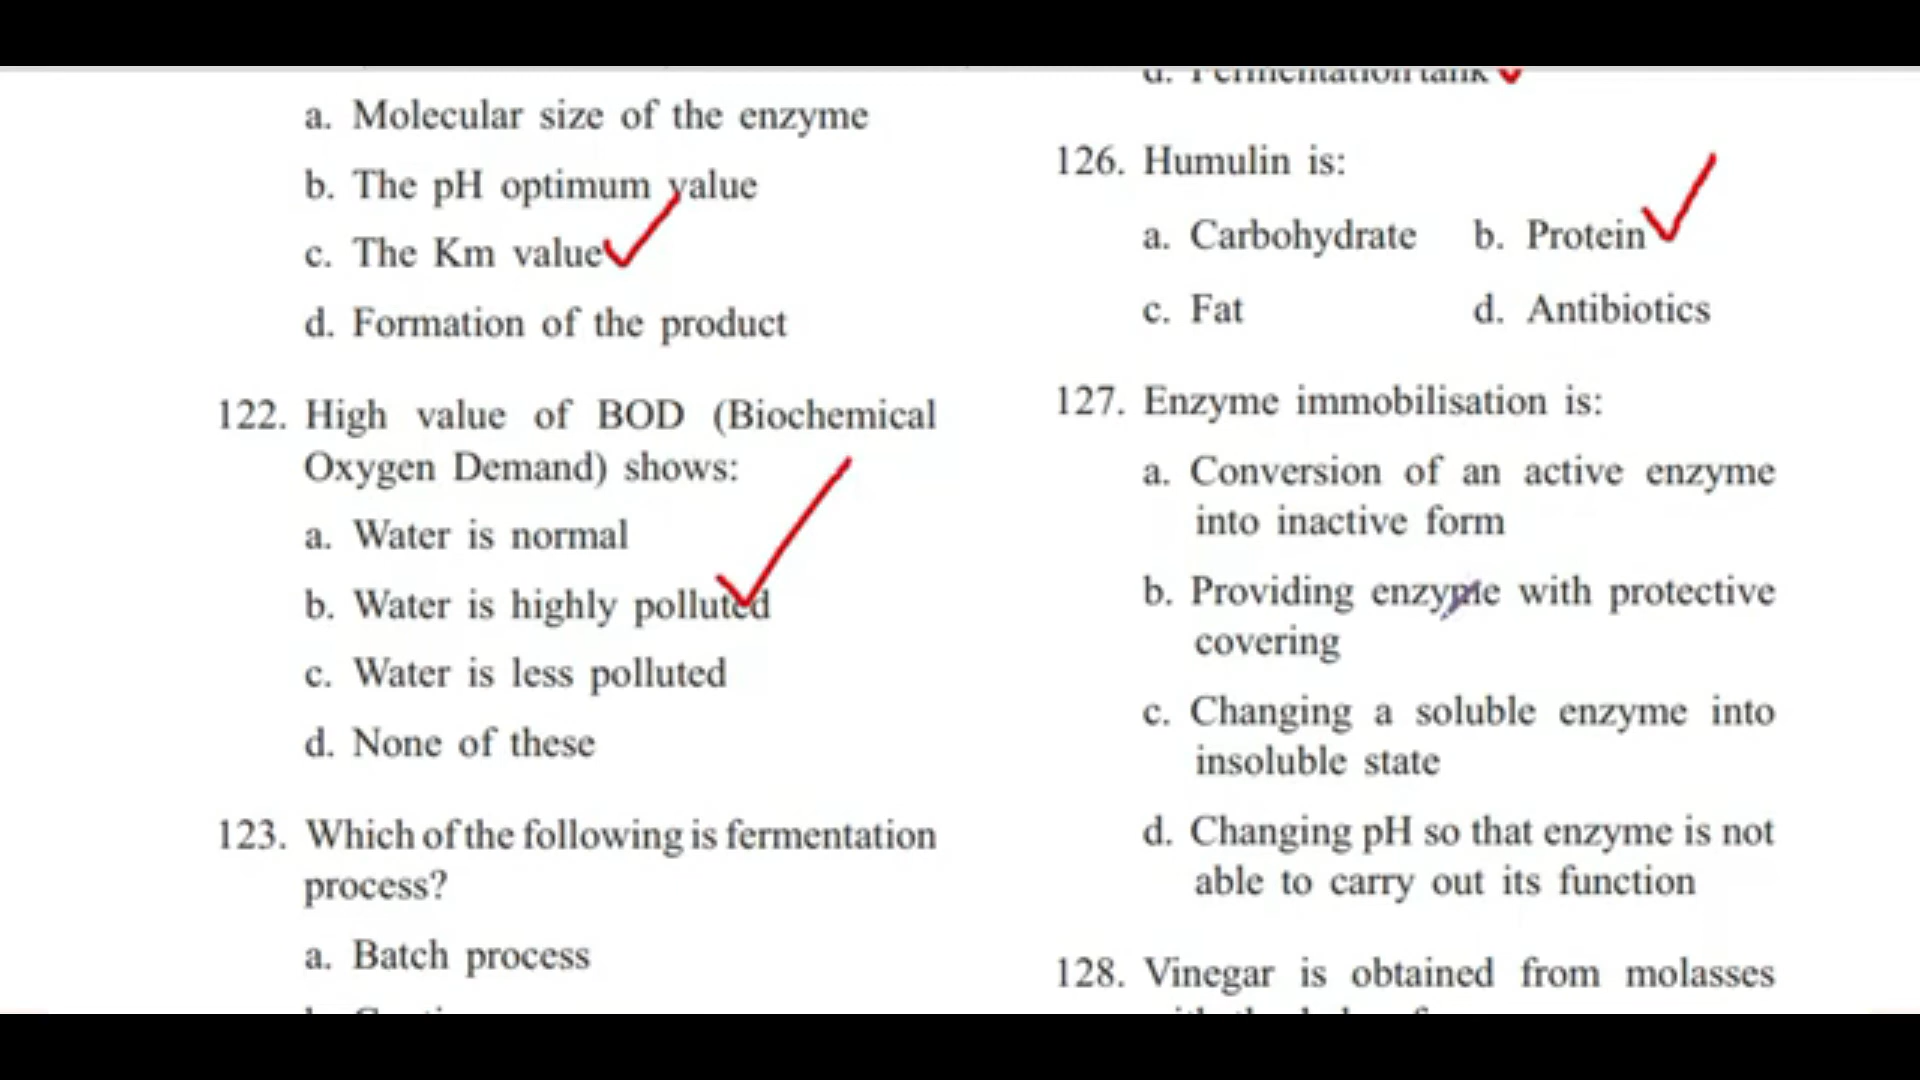 a. Molecular size of the enzyme
b. The pH optimum value
c. The Km value
d. Formation of the product
122. High value of BOD (Biochemical
Oxygen Demand) shows:
a. Water is normal
b. Water is highly polluted
c. Water is less polluted
d. None of these
123. Which of the following is fermentation
process?
a. Batch process
d. Fermentation tank
126. Humulin is:
a. Carbohydrate b. Protein
c. Fat d. Antibiotics
127. Enzyme immobilisation is:
a. Conversion of an active enzyme
into inactive form
b. Providing enzyme with protective
covering
c. Changing a soluble enzyme into
insoluble state
d. Changing pH so that enzyme is not
able to carry out its function
128. Vinegar is obtained from molasses